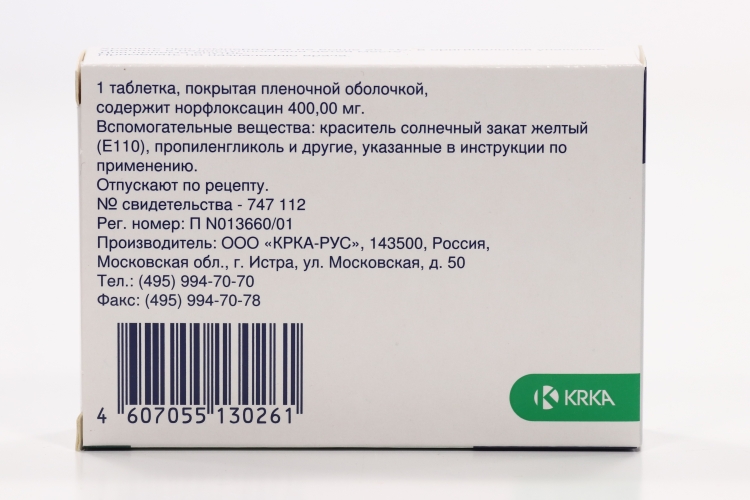 1 таблетка, покрытая пленочной оболочкой,
содержит норфлоксацин 400,00 мг.
Вспомогательные вещества: краситель солнечный закат желтый
(Е110), пропиленгликоль и другие, указанные в инструкции по
применению.
Отпускают по рецепту.
№ свидетельства - 747 112
Рег. номер: П N013660/01
Производитель: ООО «КРКА-РУС», 143500, Россия,
Московская обл., г. Истра, ул. Московская, д. 50
Тел.: (495) 994-70-70
Факс: (495) 994-70-78
4 607055 130261
KRKA